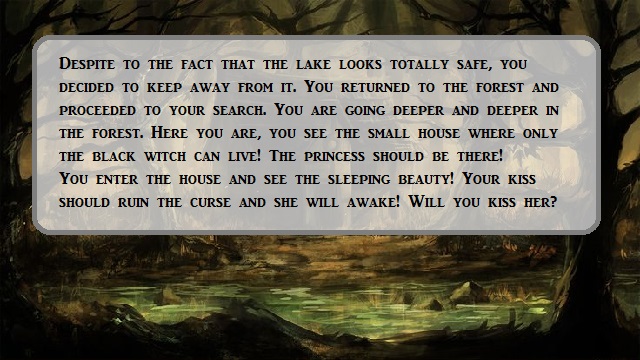 Despite to the fact that the lake looks totally safe, you
decided to keep away from it. You returned to the forest and
proceeded to your search. You are going deeper and deeper in
the forest. Here you are, you see the small house where only
the black witch can live! The princess should be there!
You enter the house and see the sleeping beauty! Your kiss
should ruin the curse and she will awake! Will you kiss her?